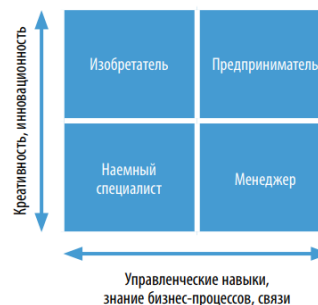 Креативность, инновационность
Изобретатель
Предприниматель
Наемный
специалист
Менеджер
Управленческие навыки,
знание бизнес-процессов, связи